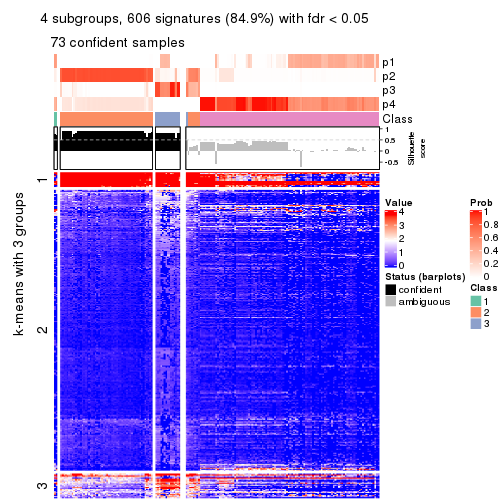 4 subgroups, 606 signatures (84.9%) with fdr < 0.05
73 confident samples
p1
p2
p3
p4
Class
1
0.5
0
-0.5
Silhouette
score
k-means with 3 groups
1
2
3
Value
4
3
2
1
0
Status (barplots)
confident
ambiguous
Prob
1
0.8
0.6
0.4
0.2
0
Class
1
2
3